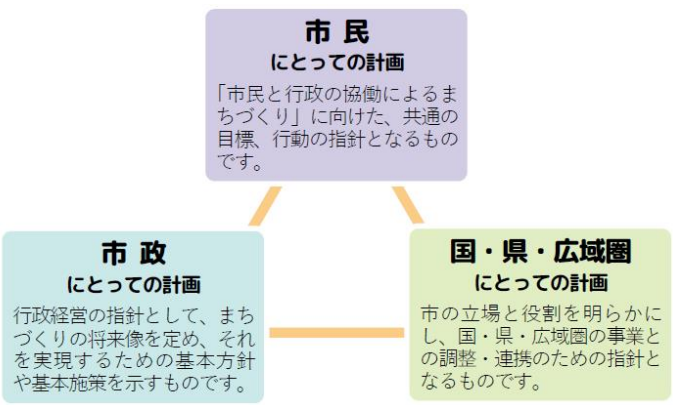 市民
にとっての計画
「市民と行政の協働によるま
ちづくり」に向けた、共通の
目標、行動の指針となるもの
です。
市政
にとっての計画
行政経営の指針として、まち
づくりの将来像を定め、それ
を実現するための基本方針
や基本施策を示すものです。
国・県・広域圏
にとっての計画
市の立場と役割を明らかに
し、国・県・広域圏の事業と
の調整・連携のための指針と
なるものです。